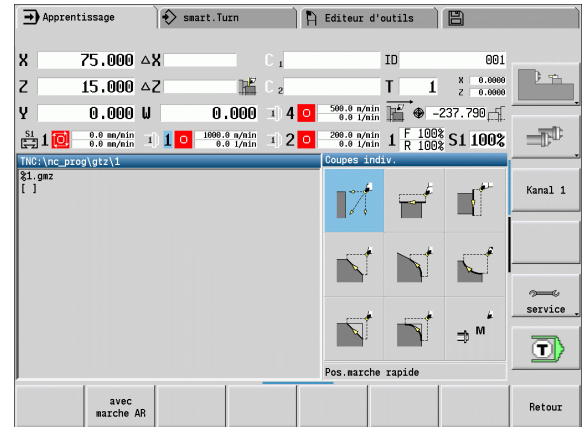 Apprentissage
smart.Turn
Editeur d'outils
X 75.000 △X C 1 ID 001
Z 15.000 △Z C 2 T 1 X 0.0000 Z 0.0000
Y 0.000 W 0.000 4 0 500.0 m/min 0.0 1/min -237.790
S1 1 0.0 mm/min 0.0 mm/min 1 0 1000.0 m/min 0.0 1/min 2 0 200.0 m/min 0.0 1/min 1 F 100% R 100% S1 100%
TNC:\nc_prog\gtz\1
Coupes indiv.
%1.gmz
[ ]
M
Pos.marche rapide
Kanal 1
service
T
avec
marche AR
Retour